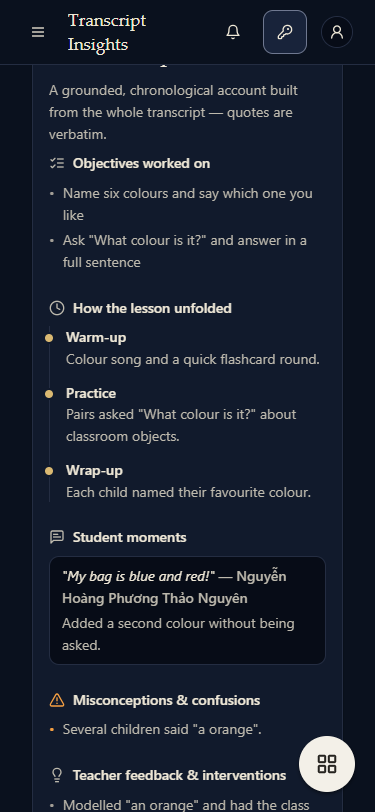 Transcript
Insights
A grounded, chronological account built
from the whole transcript — quotes are
verbatim.
Objectives worked on
• Name six colours and say which one you
like
• Ask "What colour is it?" and answer in a
full sentence
How the lesson unfolded
Warm-up
Colour song and a quick flashcard round.
Practice
Pairs asked "What colour is it?" about
classroom objects.
Wrap-up
Each child named their favourite colour.
Student moments
"My bag is blue and red!" — Nguyễn
Hoàng Phương Thảo Nguyên
Added a second colour without being
asked.
Misconceptions & confusions
• Several children said "a orange".
Teacher feedback & interventions
• Modelled "an orange" and had the class